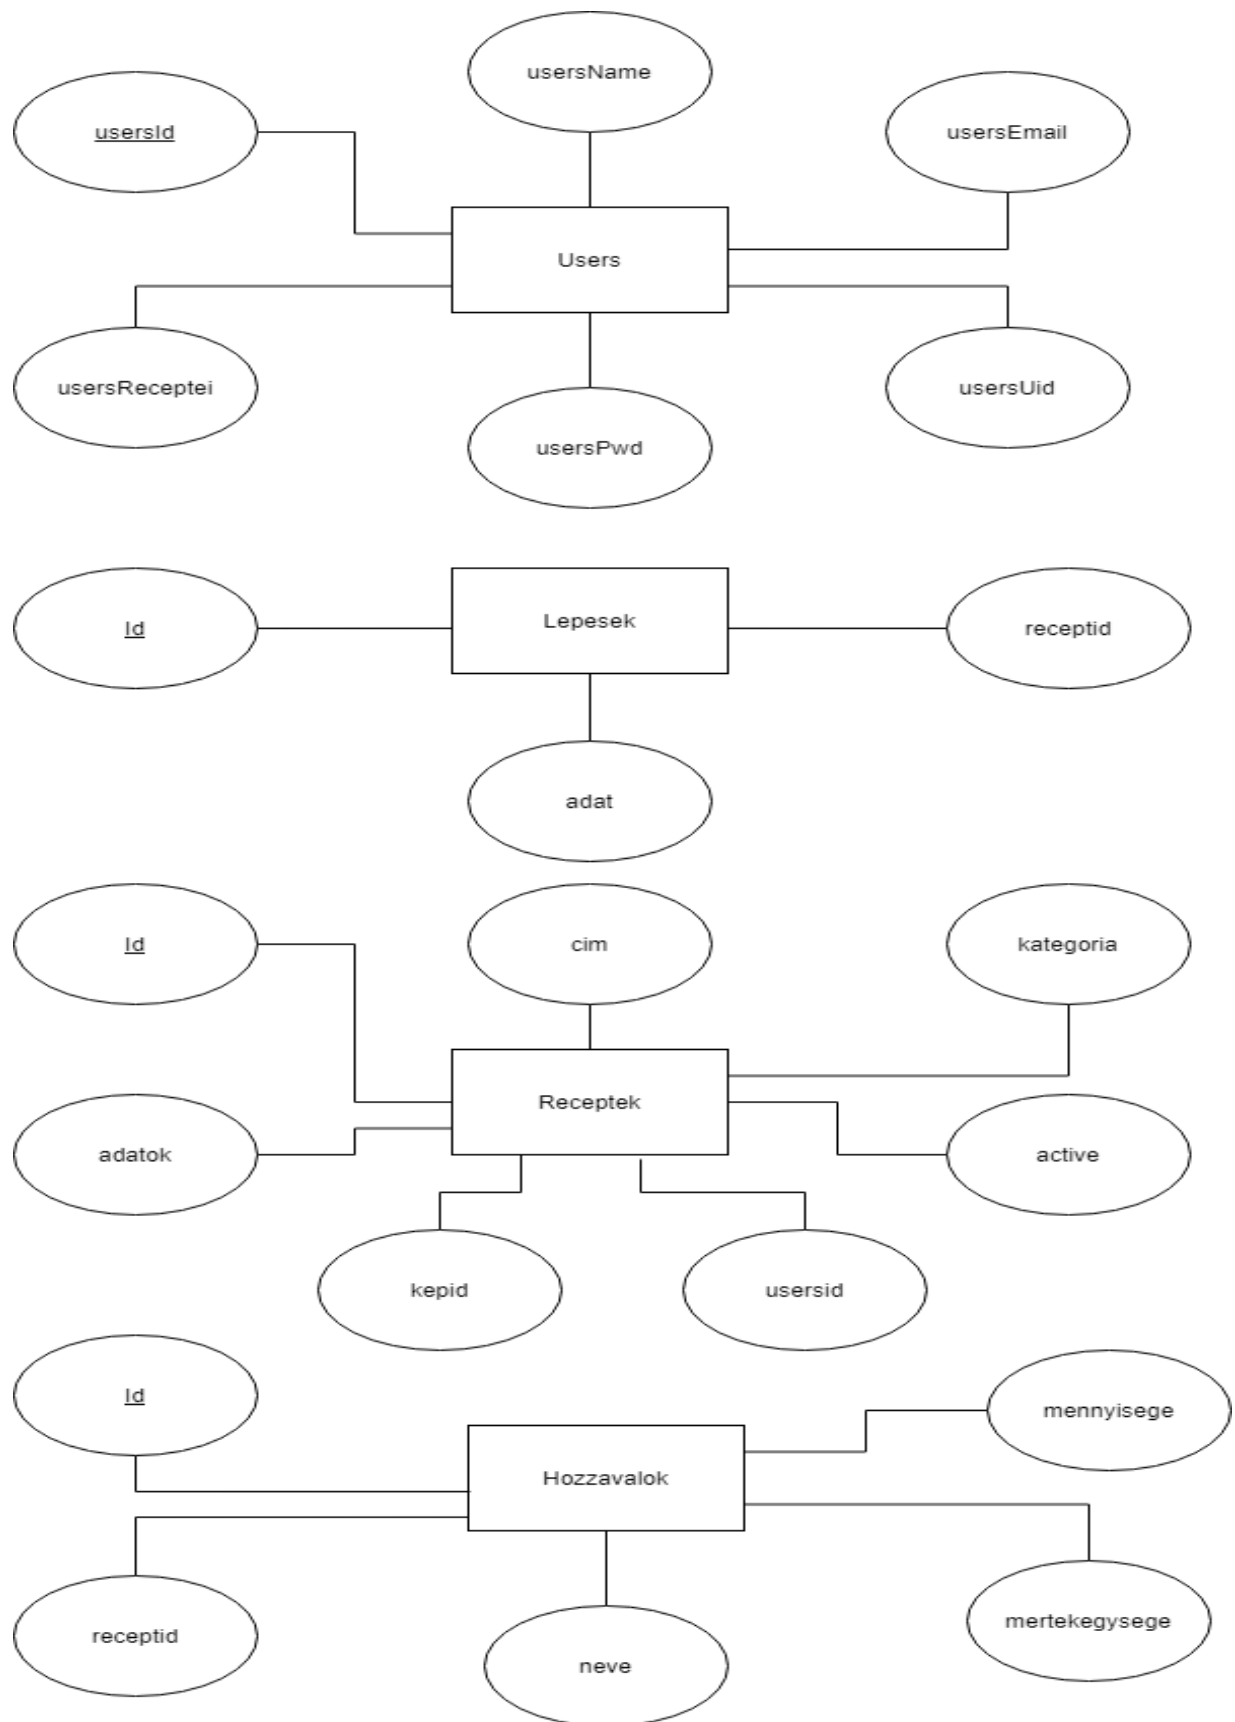 usersName
usersId
usersEmail
Users
usersReceptei
usersUid
usersPwd
Id
Lepesek
receptid
adat
Id
cim
kategoria
Receptek
adatok
active
kepid
usersid
Id
mennyisege
Hozzavalok
receptid
mertekegysege
neve